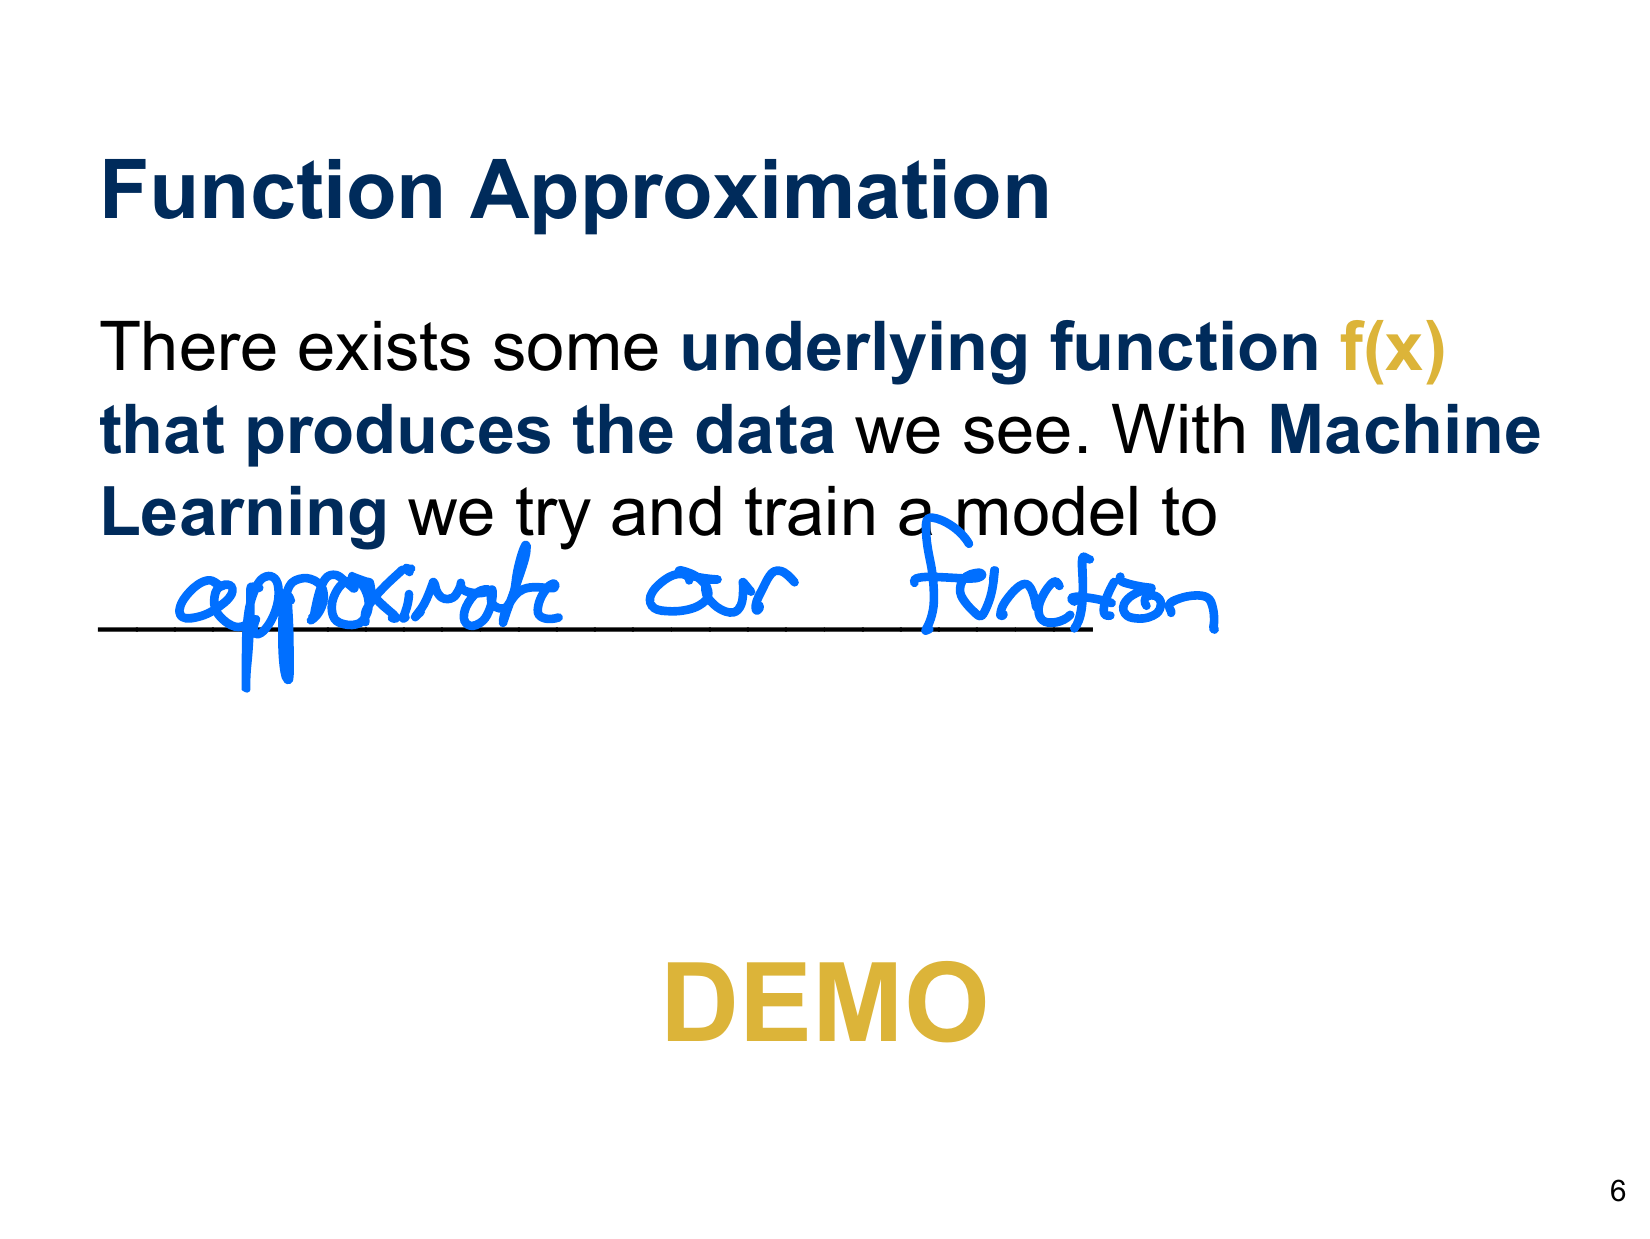 Function Approximation
There exists some underlying function f(x)
that produces the data we see. With Machine
Learning we try and train a model to
approximate our function
DEMO
6